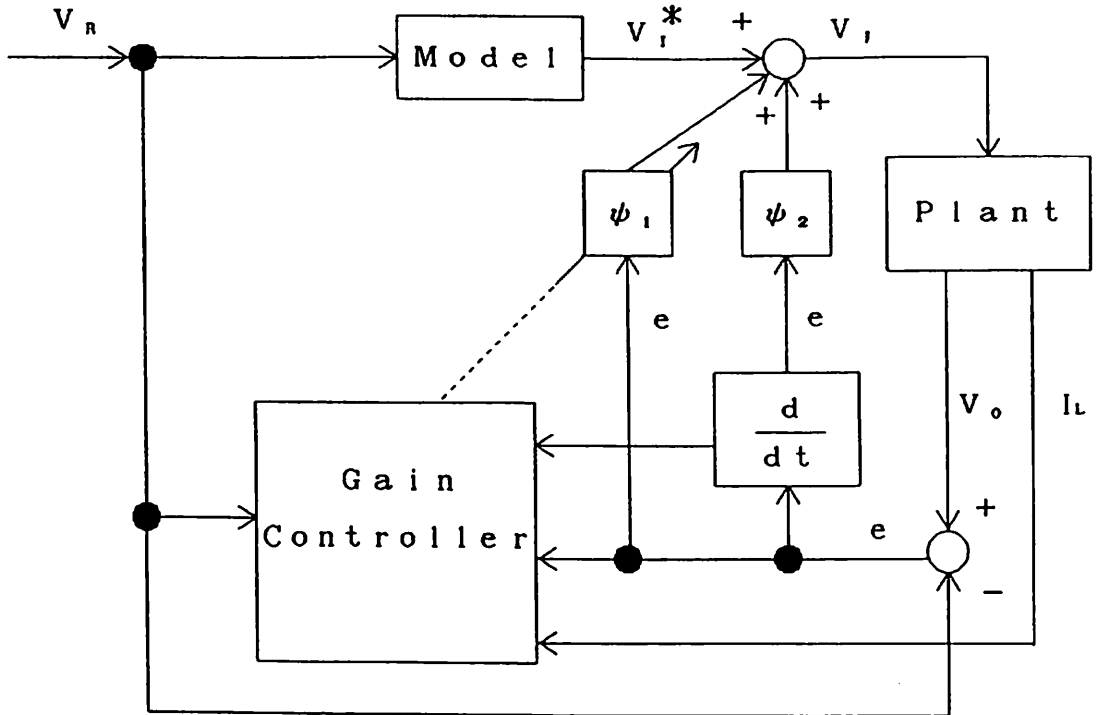 V R
Model
V I *
+
V I
+
+
ψ 1
ψ 2
Plant
e
e
d
dt
V o
I L
Gain
Controller
e
+
−